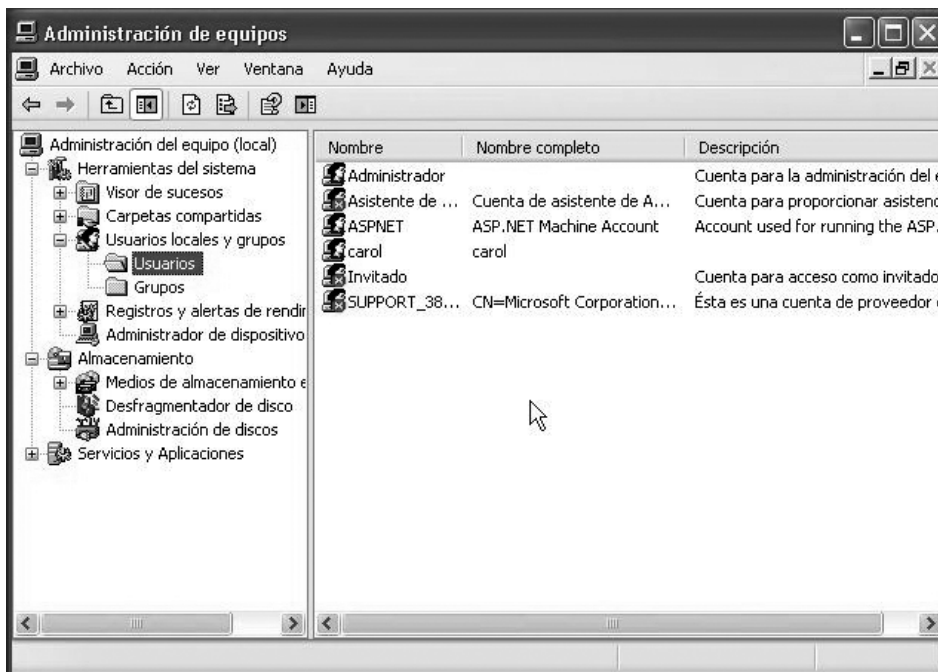 Administración de equipos
Archivo Acción Ver Ventana Ayuda
Administración del equipo (local)
Herramientas del sistema
Visor de sucesos
Carpetas compartidas
Usuarios locales y grupos
Usuarios
Grupos
Registros y alertas de rendir
Administrador de dispositivo
Almacenamiento
Medios de almacenamiento e
Desfragmentador de disco
Administración de discos
Servicios y Aplicaciones
Nombre Nombre completo Descripción
Administrador Cuenta para la administración del e
Asistente de ... Cuenta de asistente de A... Cuenta para proporcionar asistenc
ASPNET ASP.NET Machine Account Account used for running the ASP.
carol carol
Invitado Cuenta para acceso como invitado
SUPPORT_38... CN=Microsoft Corporation... Ésta es una cuenta de proveedor